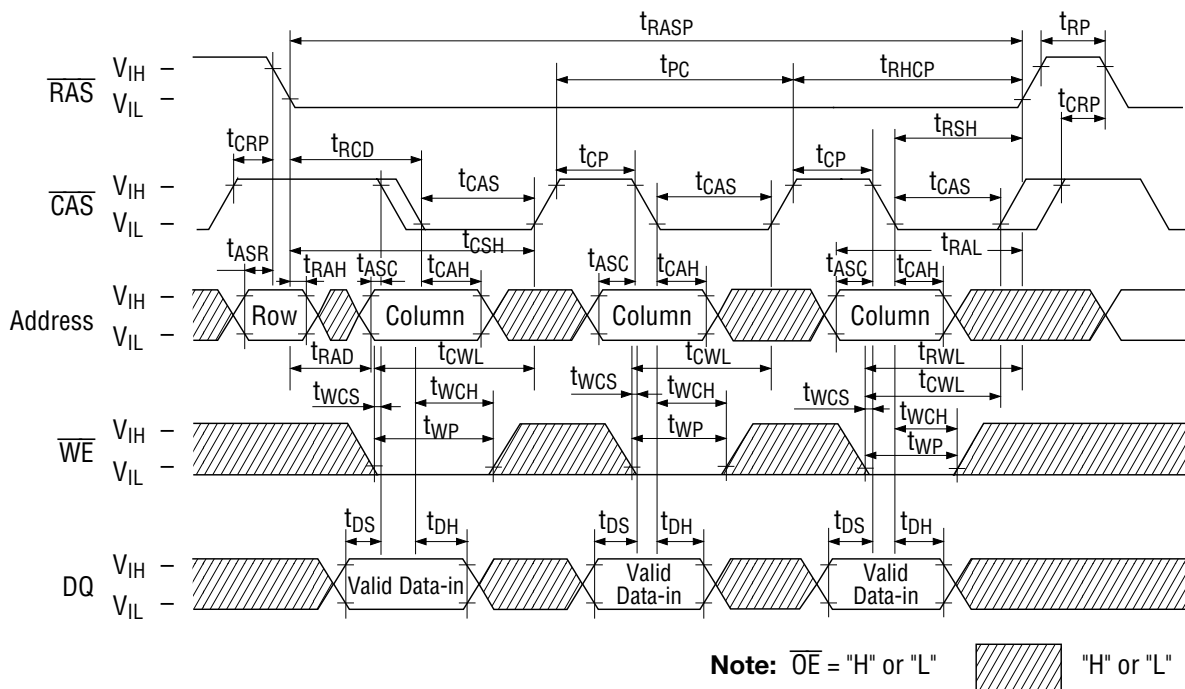 tRASP
tRP
VIH
RAS
VIL
tPC
tRHCP
tCRP
tCRP
tRCD
tRSH
tCP
tCP
VIH
CAS
VIL
tCAS
tCAS
tCAS
tCSH
tRAL
tASR
tRAH
tASC
tCAH
tASC
tCAH
tASC
tCAH
VIH
Address
VIL
Row
Column
Column
Column
tRAD
tCWL
tCWL
tRWL
tWCS
tWCH
tWCS
tWCH
tWCS
tCWL
tWCH
VIH
WE
VIL
tWP
tWP
tWP
tDS
tDH
tDS
tDH
tDS
tDH
VIH
DQ
VIL
Valid Data-in
Valid
Data-in
Valid
Data-in
Note: OE = "H" or "L"
"H" or "L"